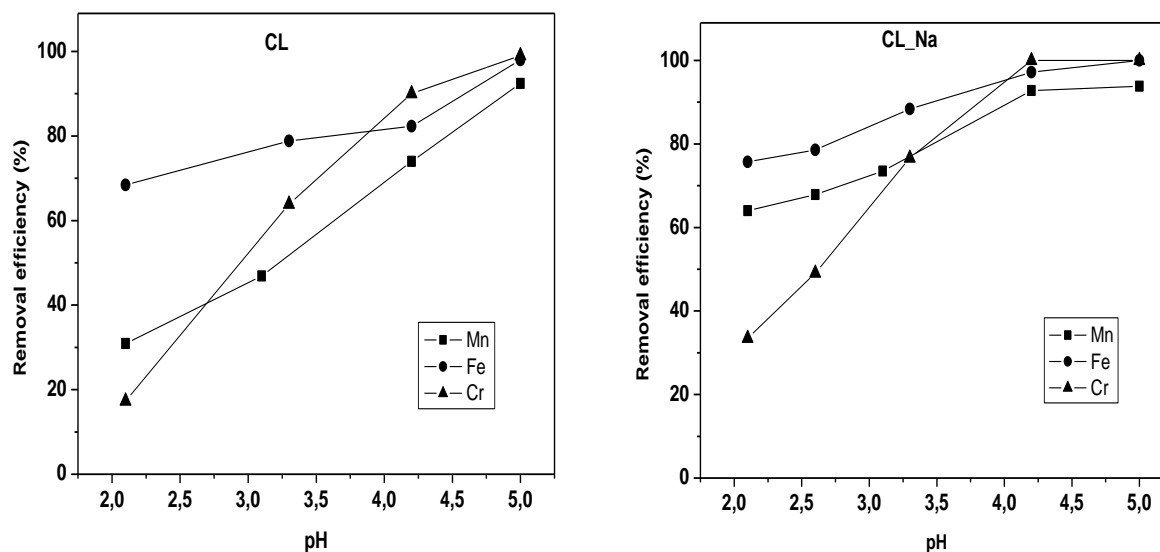 CL
Removal efficiency (%)
100
80
60
40
20
0
Mn
Fe
Cr
2,0 2,5 3,0 3,5 4,0 4,5 5,0
pH
CL_Na
Removal efficiency (%)
100
80
60
40
20
0
Mn
Fe
Cr
2,0 2,5 3,0 3,5 4,0 4,5 5,0
pH